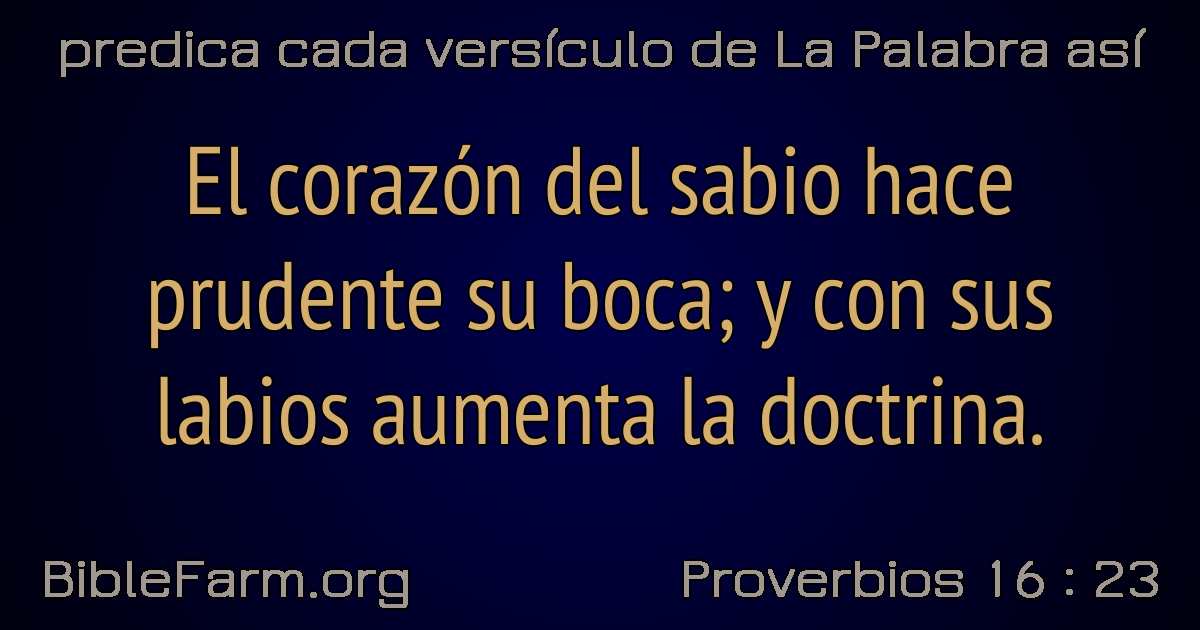 predica cada versículo de La Palabra así
El corazón del sabio hace
prudente su boca; y con sus
labios aumenta la doctrina.
BibleFarm.org
Proverbios 16 : 23